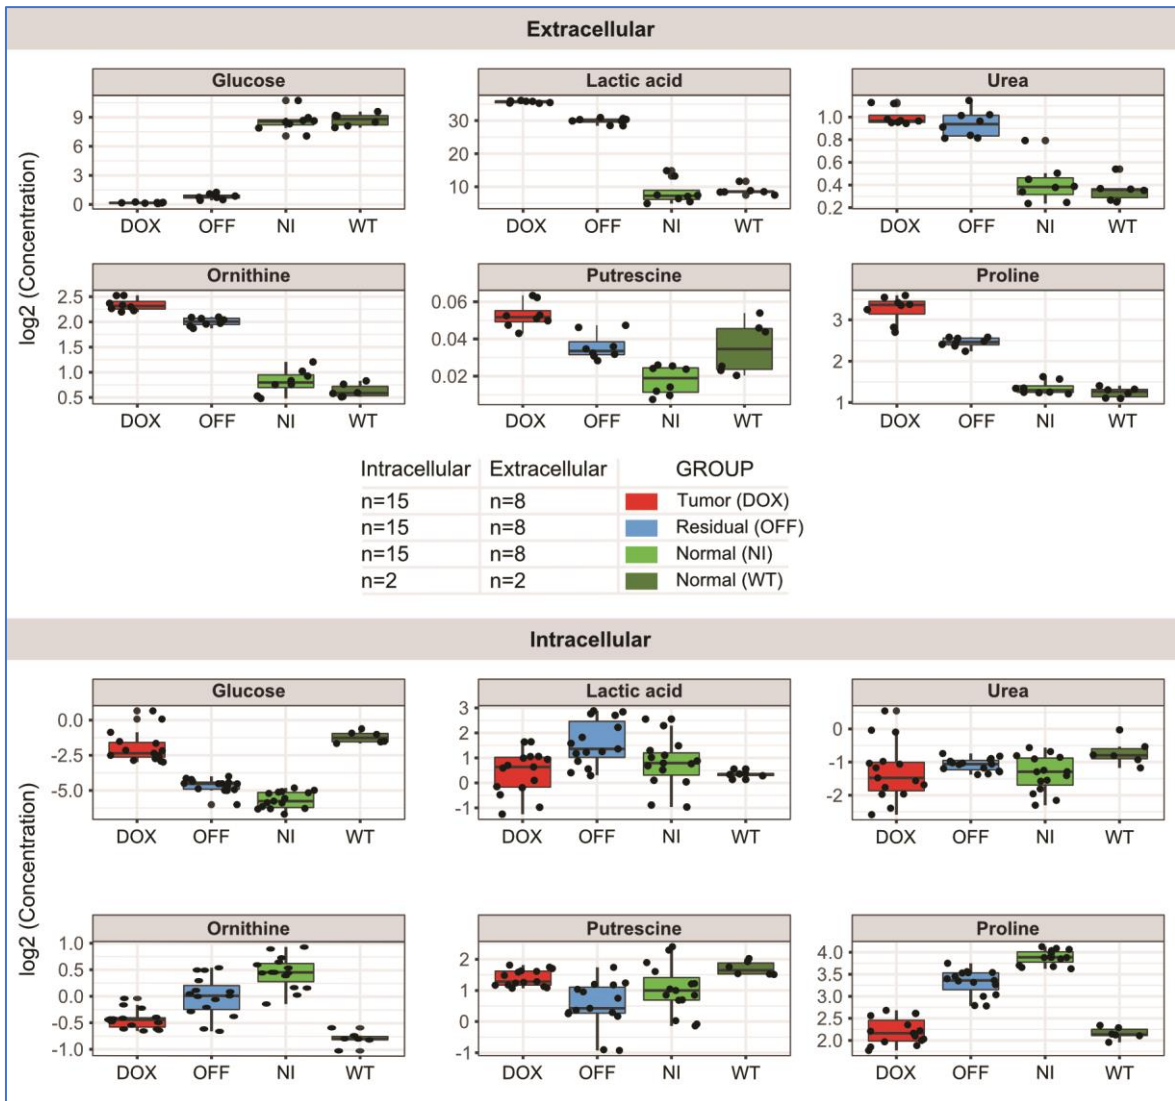 Extracellular
Glucose
Lactic acid
Urea
9
6
3
0
30
20
10
1.0
0.8
0.6
0.4
0.2
DOX OFF NI WT
DOX OFF NI WT
DOX OFF NI WT
log2 (Concentration)
Ornithine
Putrescine
Proline
2.5
2.0
1.5
1.0
0.5
0.06
0.04
0.02
3
2
1
DOX OFF NI WT
DOX OFF NI WT
DOX OFF NI WT
Intracellular Extracellular GROUP
n=15 n=8 Tumor (DOX)
n=15 n=8 Residual (OFF)
n=15 n=8 Normal (NI)
n=2 n=2 Normal (WT)
Intracellular
Glucose
Lactic acid
Urea
0.0
-2.5
-5.0
3
2
1
0
-1
0
-1
-2
DOX OFF NI WT
DOX OFF NI WT
DOX OFF NI WT
log2 (Concentration)
Ornithine
Putrescine
Proline
1.0
0.5
0.0
-0.5
-1.0
2
1
0
-1
4.0
3.5
3.0
2.5
2.0
DOX OFF NI WT
DOX OFF NI WT
DOX OFF NI WT